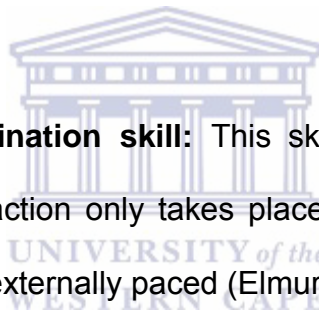 ination skill: This sk
action only takes place
UNIVERSITY of the
externally paced (Elmur
WESTERN CAPE